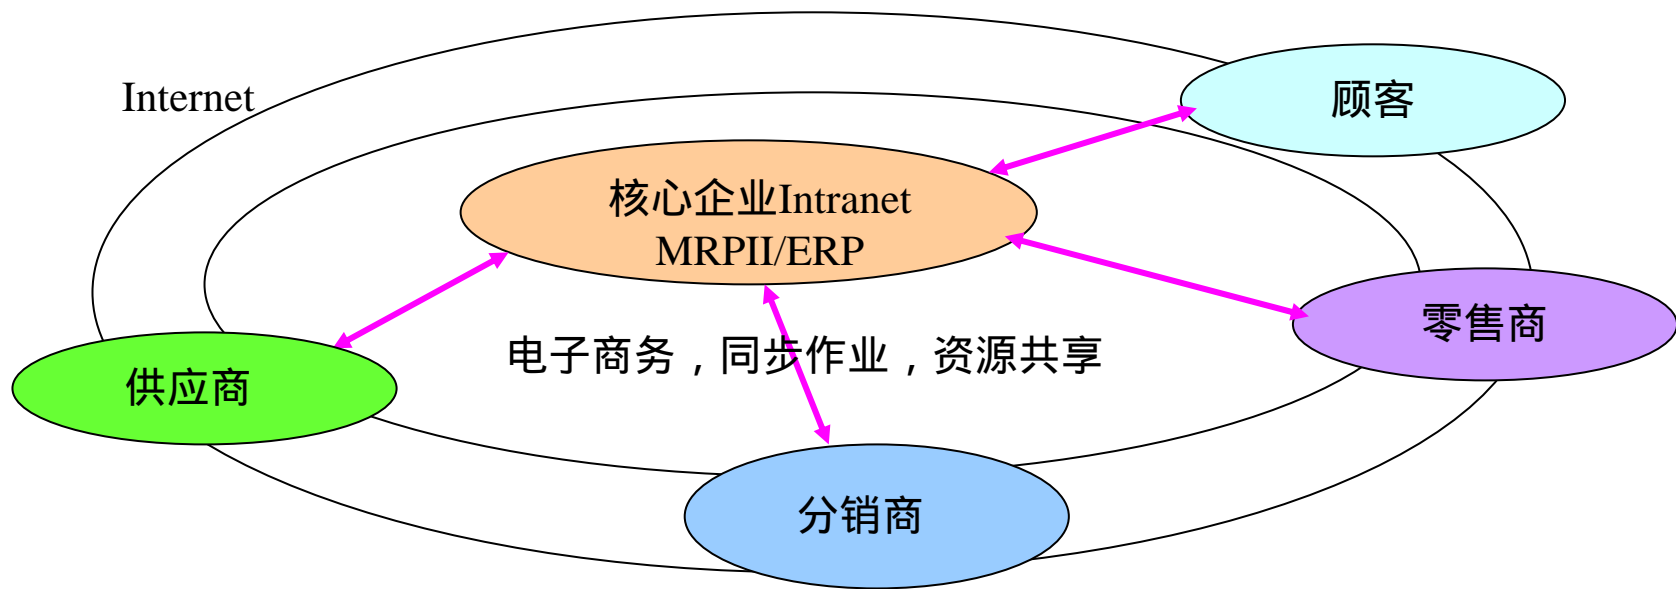 Internet
顾客
核心企业Intranet
MRPII/ERP
零售商
电子商务，同步作业，资源共享
供应商
分销商